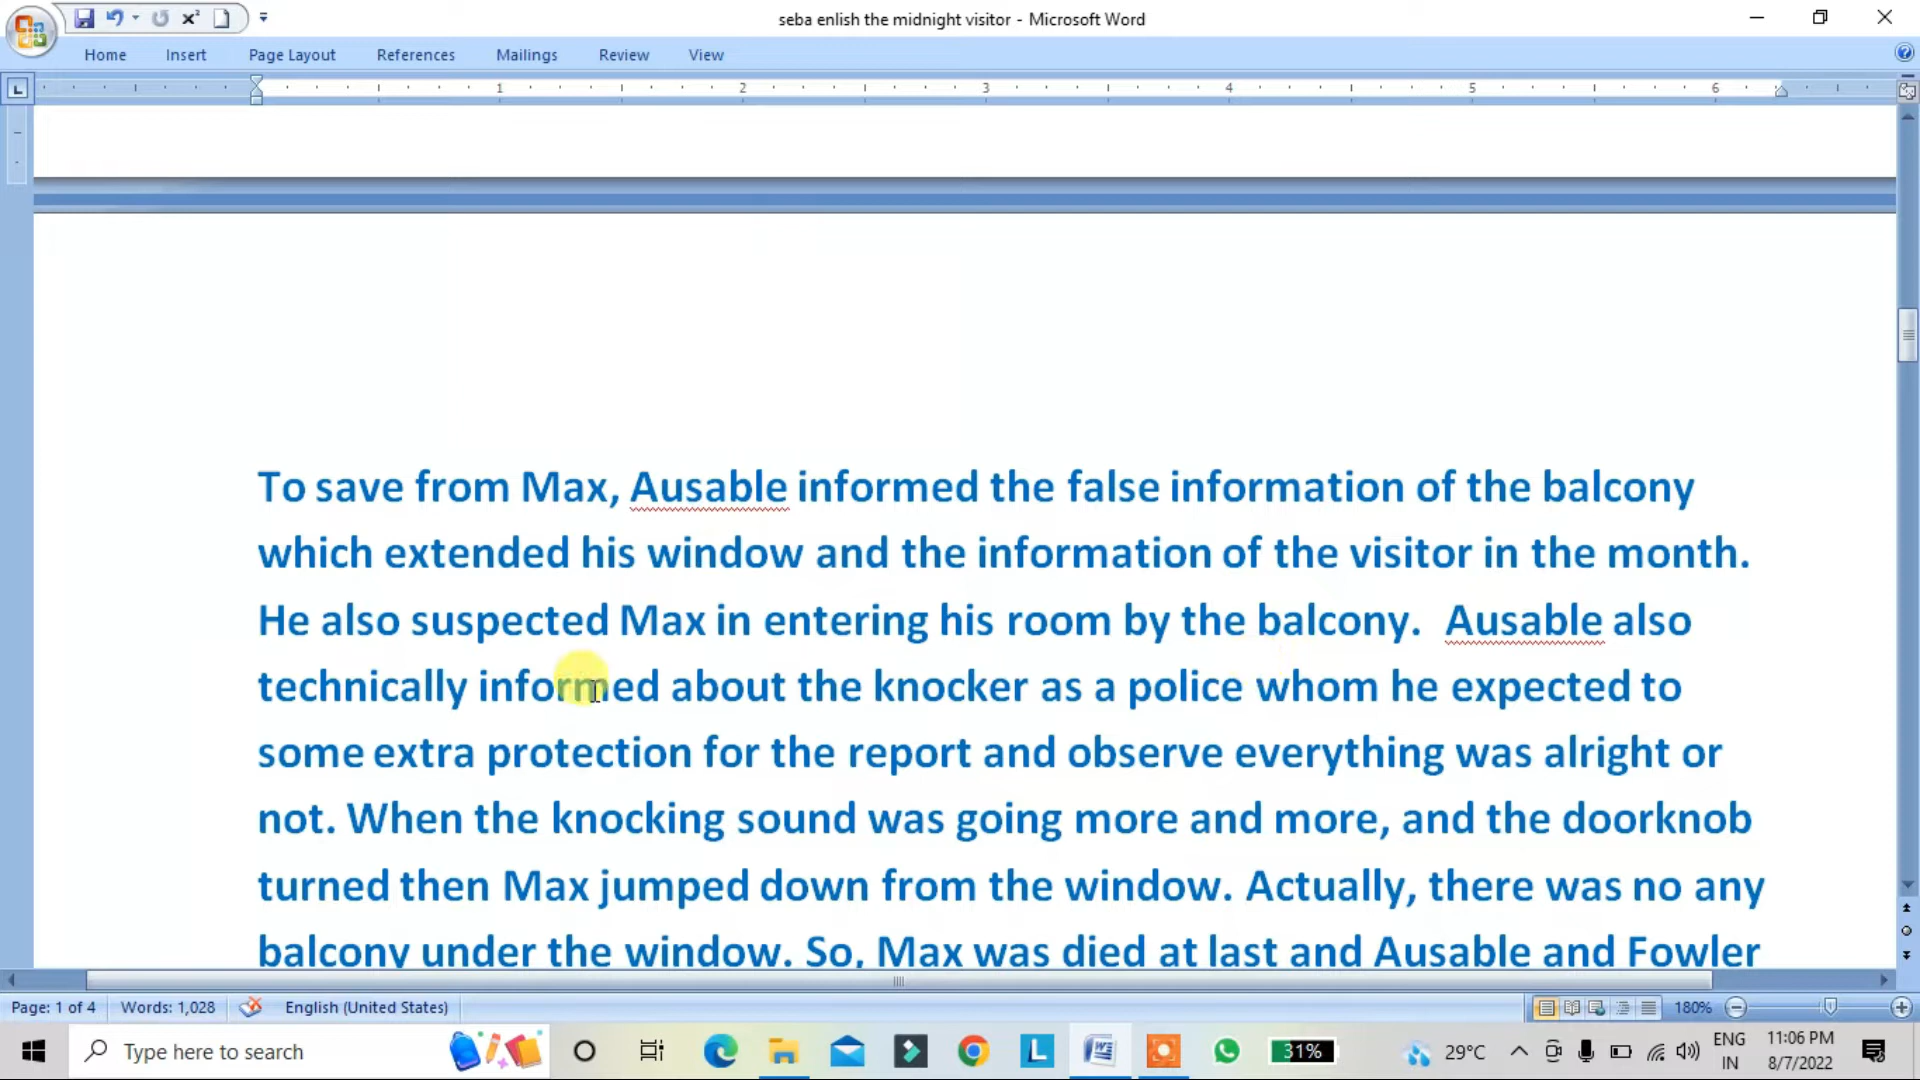 seba enlish the midnight visitor - Microsoft Word
Home Insert Page Layout References Mailings Review View
1 2 3 4 5 6
To save from Max, Ausable informed the false information of the balcony
which extended his window and the information of the visitor in the month.
He also suspected Max in entering his room by the balcony. Ausable also
technically informed about the knocker as a police whom he expected to
some extra protection for the report and observe everything was alright or
not. When the knocking sound was going more and more, and the doorknob
turned then Max jumped down from the window. Actually, there was no any
balcony under the window. So, Max was died at last and Ausable and Fowler
Page: 1 of 4 Words: 1,028 English (United States) 180%
Type here to search 31% 29°C ENG 11:06 PM
IN 8/7/2022